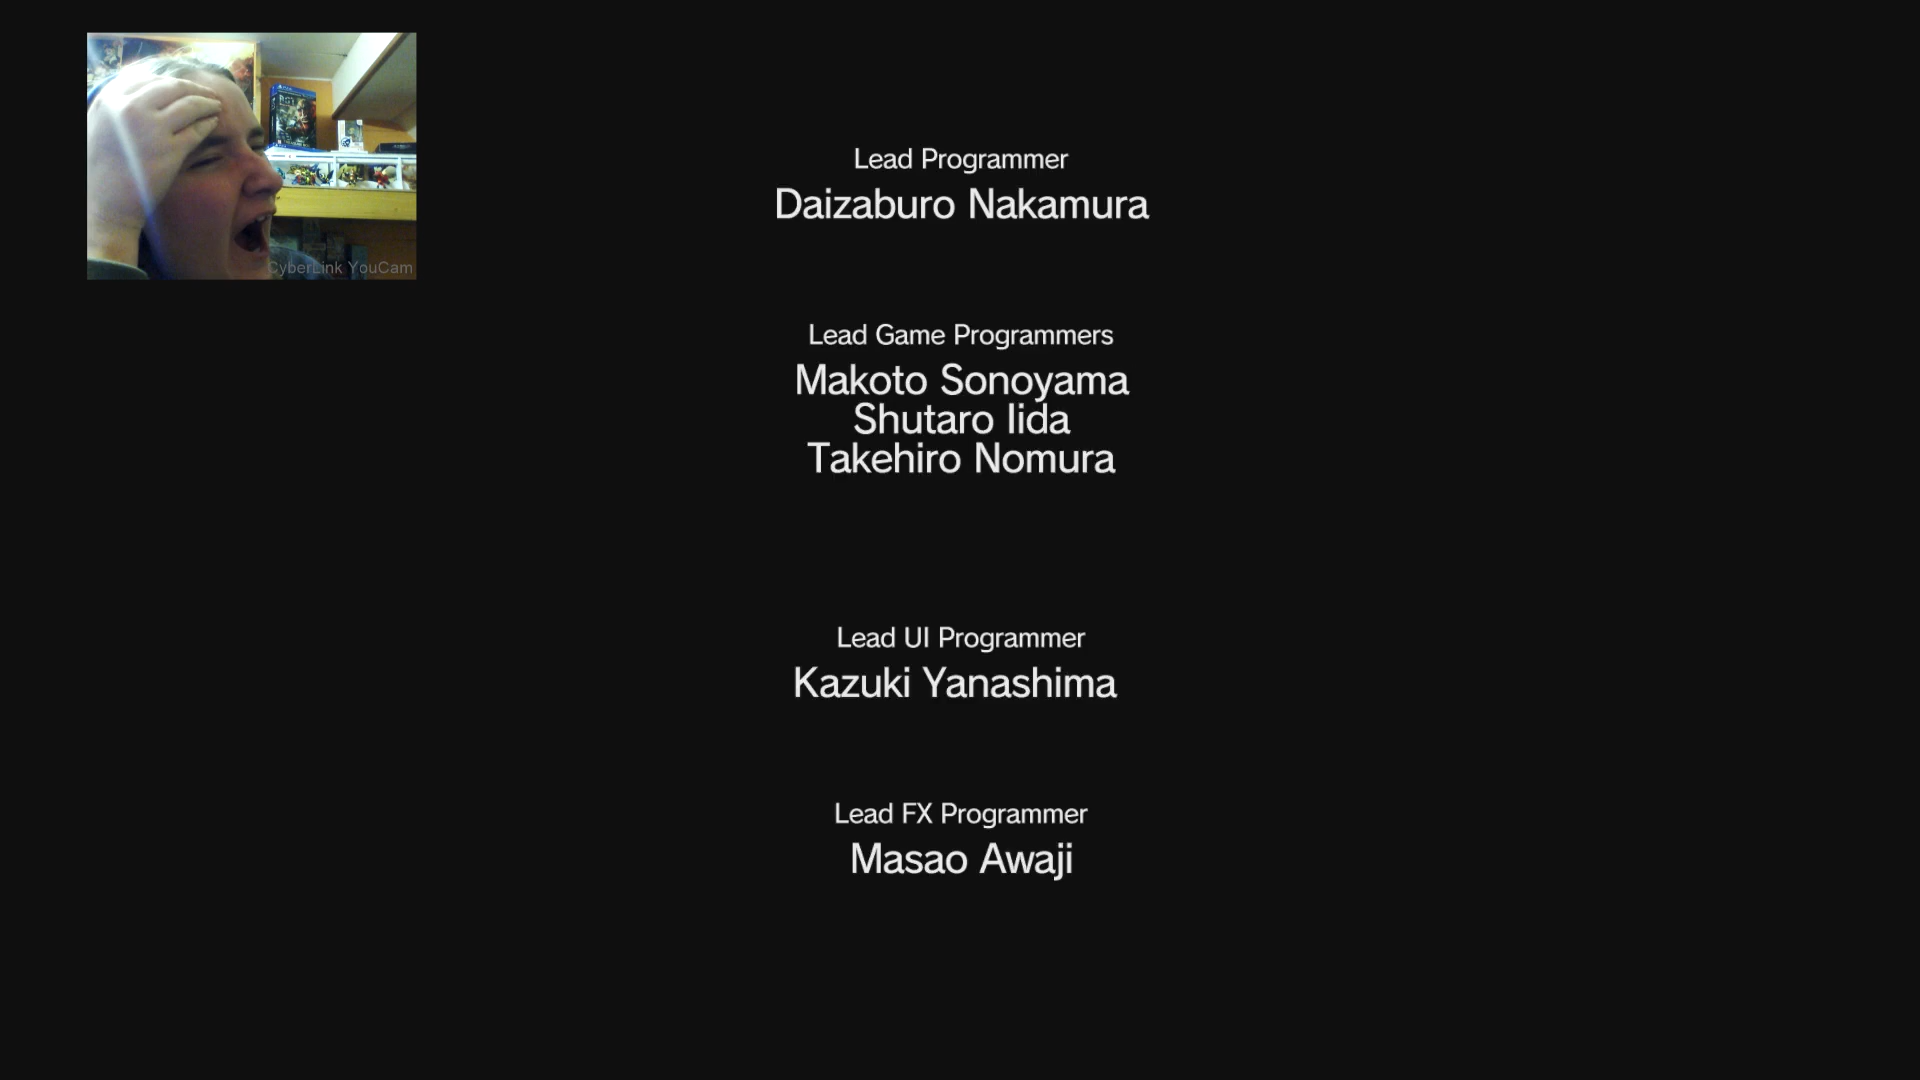 CyberLink YouCam
Lead Programmer
Daizaburo Nakamura
Lead Game Programmers
Makoto Sonoyama
Shutaro Iida
Takehiro Nomura
Lead UI Programmer
Kazuki Yanashima
Lead FX Programmer
Masao Awaji